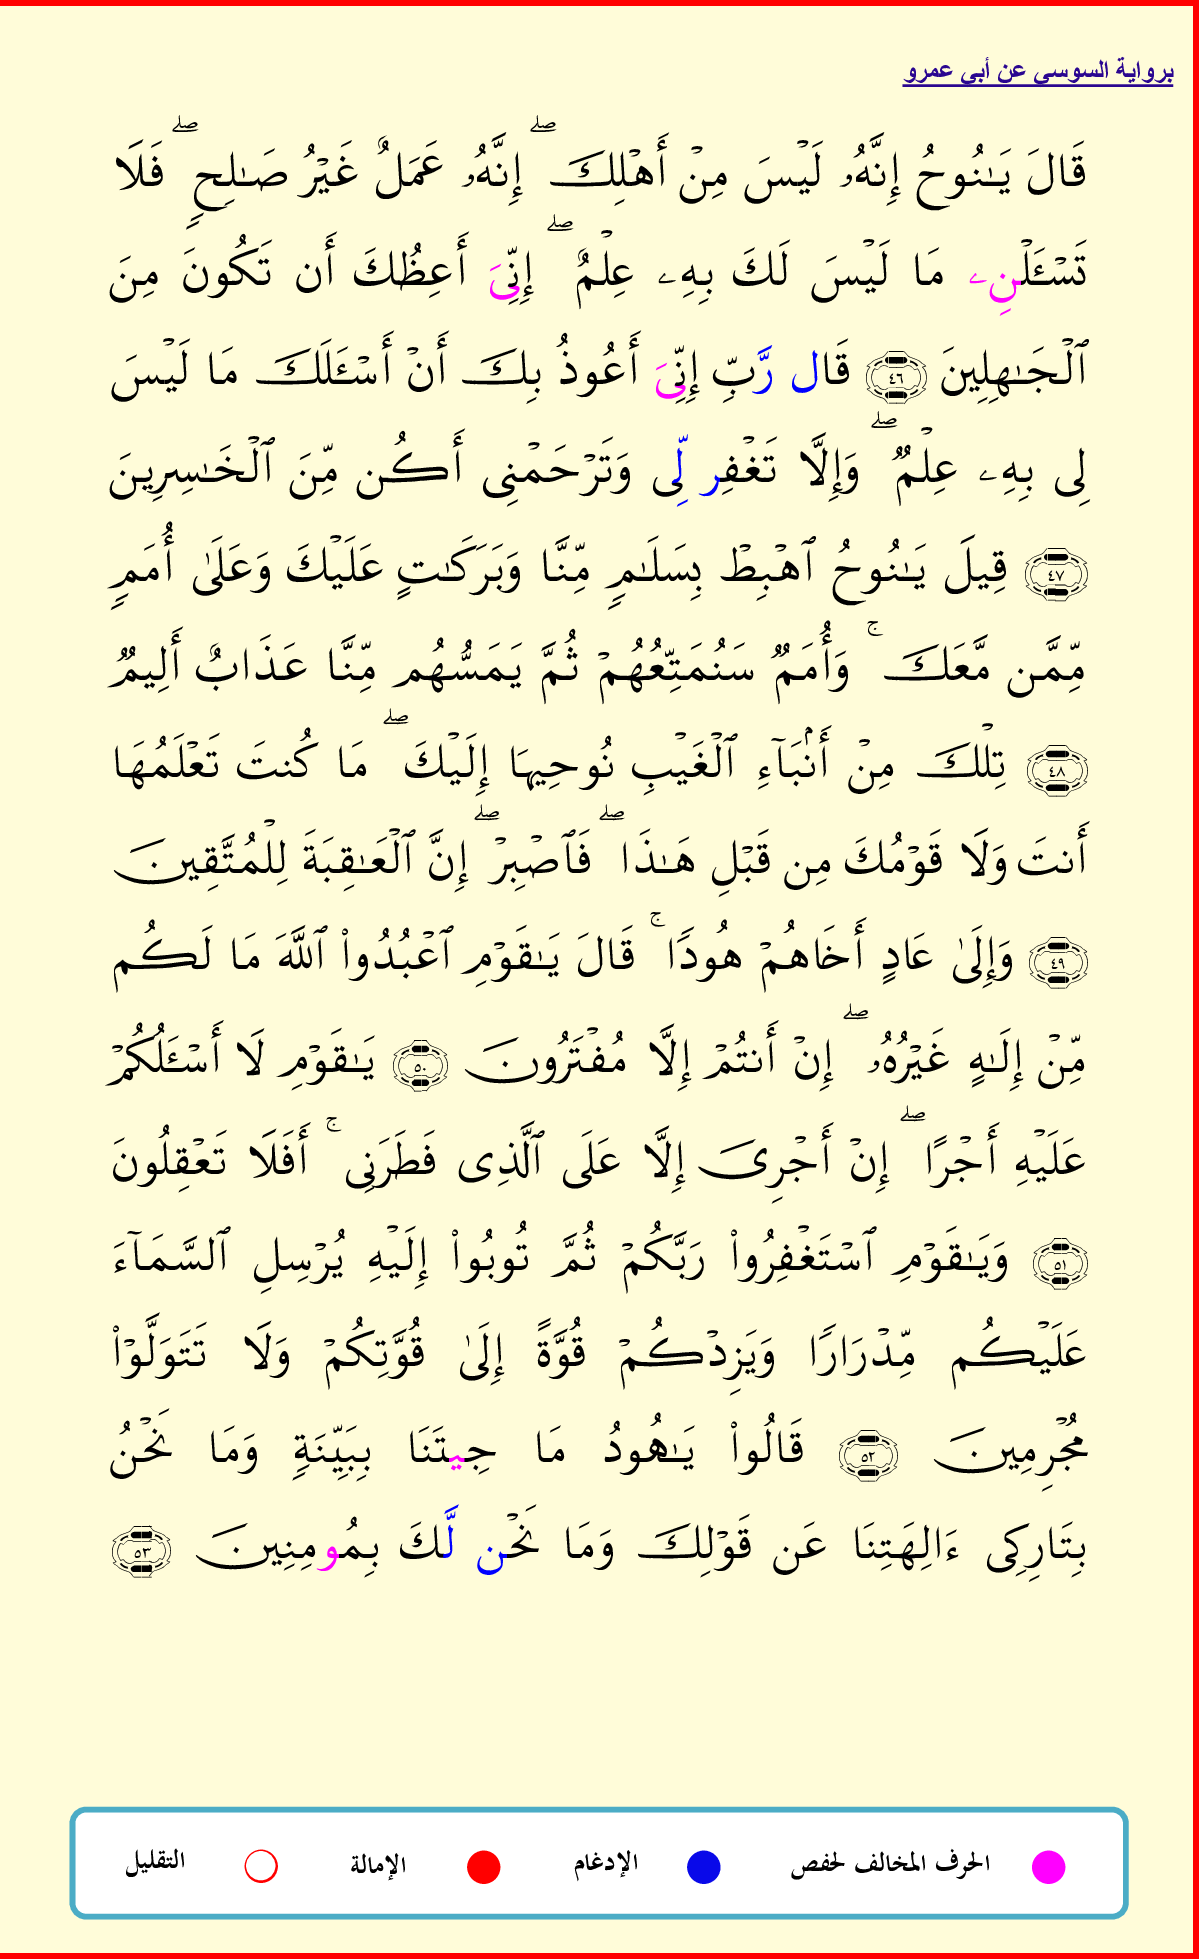 برواية السوسي عن أبي عمرو
قَالَ يَـٰنُوحُ إِنَّهُۥ لَيْسَ مِنْ أَهْلِكَ ۖ إِنَّهُۥ عَمَلٌ غَيْرُ صَـٰلِحٍ ۖ فَلَا
تَسْـَٔلْنِۦ مَا لَيْسَ لَكَ بِهِۦ عِلْمٌ ۖ إِنِّىَ أَعِظُكَ أَن تَكُونَ مِنَ
ٱلْجَـٰهِلِينَ ٤٦ قَال رَّبِّ إِنِّىَ أَعُوذُ بِكَ أَنْ أَسْـَٔلَكَ مَا لَيْسَ
لِى بِهِۦ عِلْمٌ ۖ وَإِلَّا تَغْفِر لِّى وَتَرْحَمْنِى أَكُن مِّنَ ٱلْخَـٰسِرِينَ
٤٧ قِيلَ يَـٰنُوحُ ٱهْبِطْ بِسَلَـٰمٍ مِّنَّا وَبَرَكَـٰتٍ عَلَيْكَ وَعَلَىٰ أُمَمٍ
مِّمَّن مَّعَكَ ۚ وَأُمَمٌ سَنُمَتِّعُهُمْ ثُمَّ يَمَسُّهُم مِّنَّا عَذَابٌ أَلِيمٌ
٤٨ تِلْكَ مِنْ أَنۢبَآءِ ٱلْغَيْبِ نُوحِيهَا إِلَيْكَ ۖ مَا كُنتَ تَعْلَمُهَا
أَنتَ وَلَا قَوْمُكَ مِن قَبْلِ هَـٰذَا ۖ فَٱصْبِرْ ۖ إِنَّ ٱلْعَـٰقِبَةَ لِلْمُتَّقِينَ
٤٩ وَإِلَىٰ عَادٍ أَخَاهُمْ هُودًا ۚ قَالَ يَـٰقَوْمِ ٱعْبُدُوا۟ ٱللَّهَ مَا لَكُم
مِّنْ إِلَـٰهٍ غَيْرُهُۥ ۖ إِنْ أَنتُمْ إِلَّا مُفْتَرُونَ ٥٠ يَـٰقَوْمِ لَا أَسْـَٔلُكُمْ
عَلَيْهِ أَجْرًا ۖ إِنْ أَجْرِىَ إِلَّا عَلَى ٱلَّذِى فَطَرَنِى ۚ أَفَلَا تَعْقِلُونَ
٥١ وَيَـٰقَوْمِ ٱسْتَغْفِرُوا۟ رَبَّكُمْ ثُمَّ تُوبُوا۟ إِلَيْهِ يُرْسِلِ ٱلسَّمَآءَ
عَلَيْكُم مِّدْرَارًا وَيَزِدْكُمْ قُوَّةً إِلَىٰ قُوَّتِكُمْ وَلَا تَتَوَلَّوْا۟
مُجْرِمِينَ ٥٢ قَالُوا۟ يَـٰهُودُ مَا جِيتَنَا بِبَيِّنَةٍ وَمَا نَحْنُ
بِتَارِكِى ءَالِهَتِنَا عَن قَوْلِكَ وَمَا نَحْن لَّكَ بِمُومِنِينَ ٥٣
الحرف المخالف لحفص الإدغام الإمالة التقليل